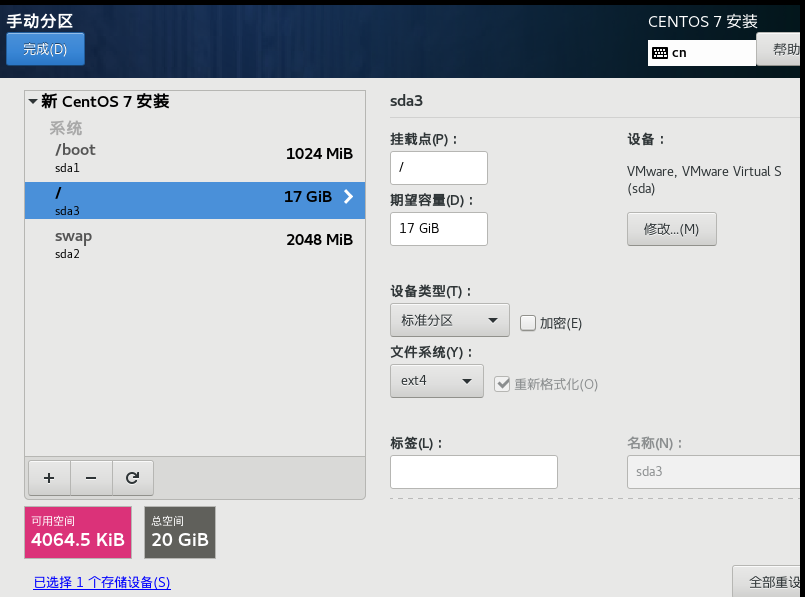 手动分区
CENTOS 7 安装
完成(D)
cn
帮助
新 CentOS 7 安装
系统
/boot
1024 MiB
sda1
/
17 GiB
sda3
swap
2048 MiB
sda2
sda3
挂载点(P)：
/
期望容量(D)：
17 GiB
设备：
VMware, VMware Virtual S
(sda)
修改...(M)
设备类型(T)：
标准分区
加密(E)
文件系统(Y)：
ext4
重新格式化(O)
标签(L)：
名称(N)：
sda3
+
−
可用空间
4064.5 KiB
总空间
20 GiB
已选择 1 个存储设备(S)
全部重设